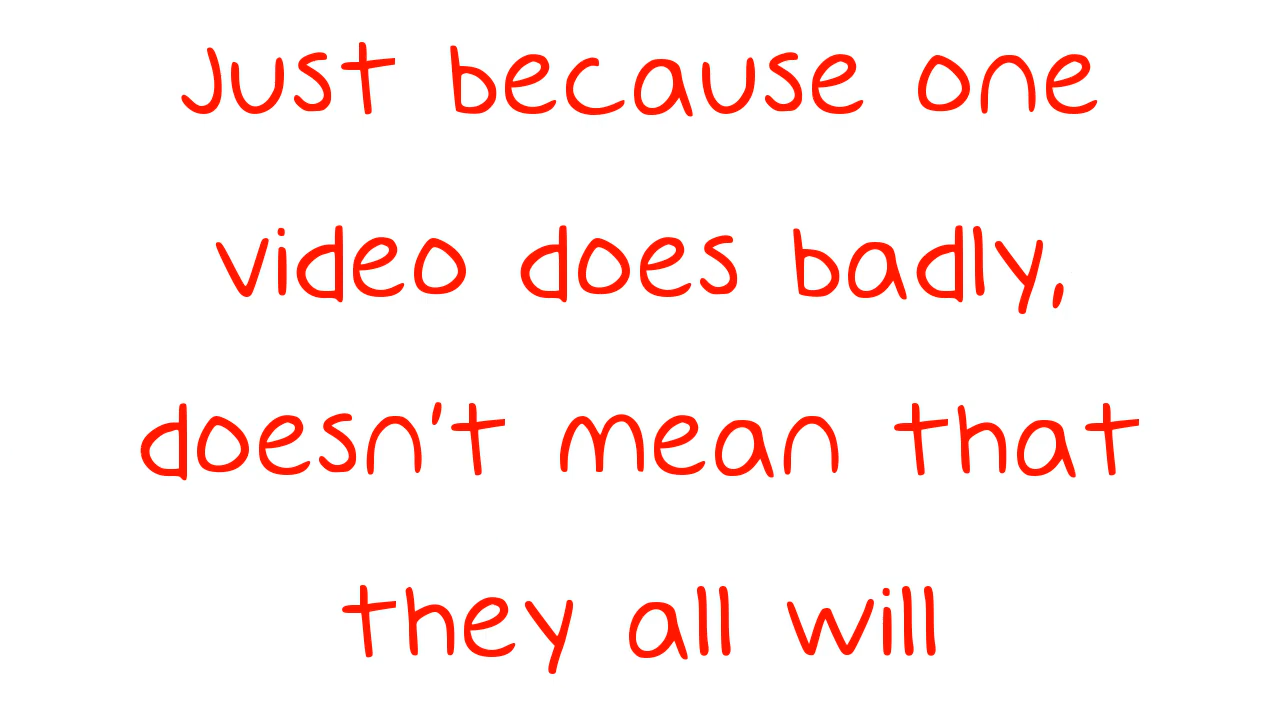 Just because one
video does badly,
doesn't mean that
they all will